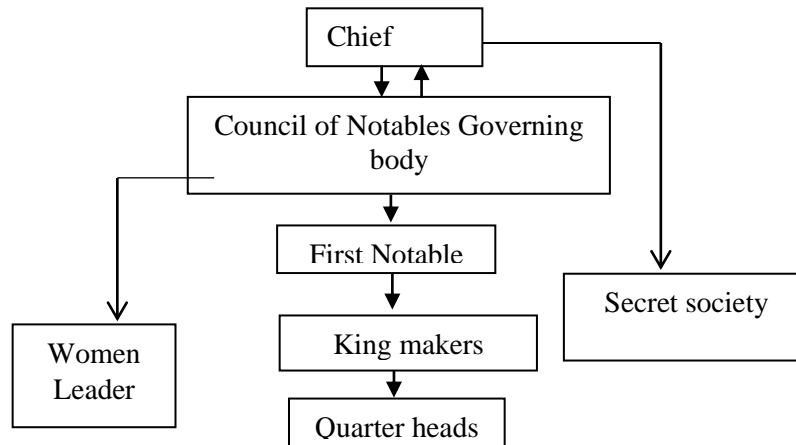 Chief
Council of Notables Governing
body
First Notable
Secret society
King makers
Women
Leader
Quarter heads